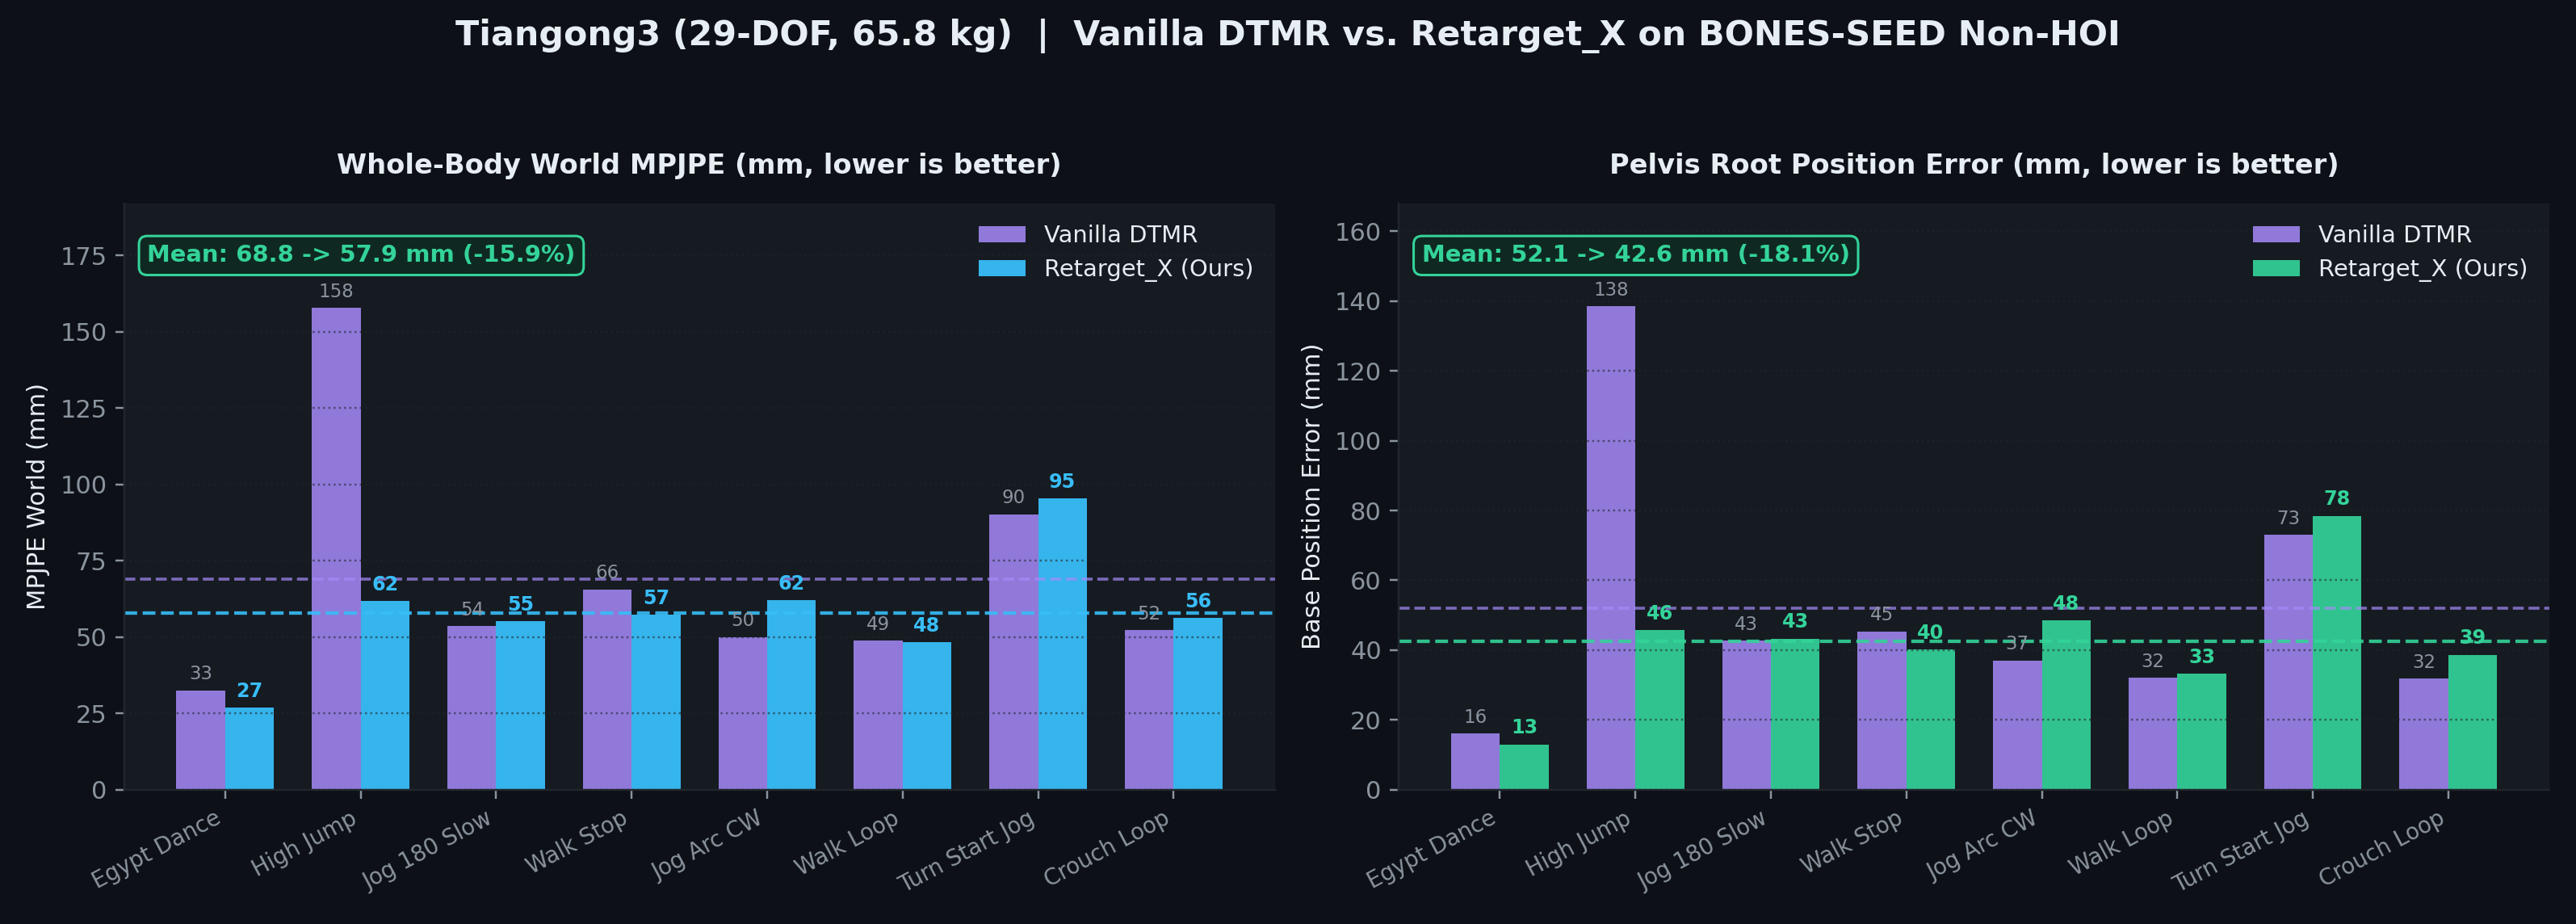 Tiangong3 (29-DOF, 65.8 kg) | Vanilla DTMR vs. Retarget_X on BONES-SEED Non-HOI
Whole-Body World MPJPE (mm, lower is better)
MPJPE World (mm)
175
150
125
100
75
50
25
0
Mean: 68.8 -> 57.9 mm (-15.9%)
Vanilla DTMR
Retarget_X (Ours)
33
27
158
62
54
55
66
57
50
62
49
48
90
95
52
56
Egypt Dance
High Jump
Jog 180 Slow
Walk Stop
Jog Arc CW
Walk Loop
Turn Start Jog
Crouch Loop
Pelvis Root Position Error (mm, lower is better)
Base Position Error (mm)
160
140
120
100
80
60
40
20
0
Mean: 52.1 -> 42.6 mm (-18.1%)
Vanilla DTMR
Retarget_X (Ours)
16
13
138
46
43
43
45
40
37
48
32
33
73
78
32
39
Egypt Dance
High Jump
Jog 180 Slow
Walk Stop
Jog Arc CW
Walk Loop
Turn Start Jog
Crouch Loop